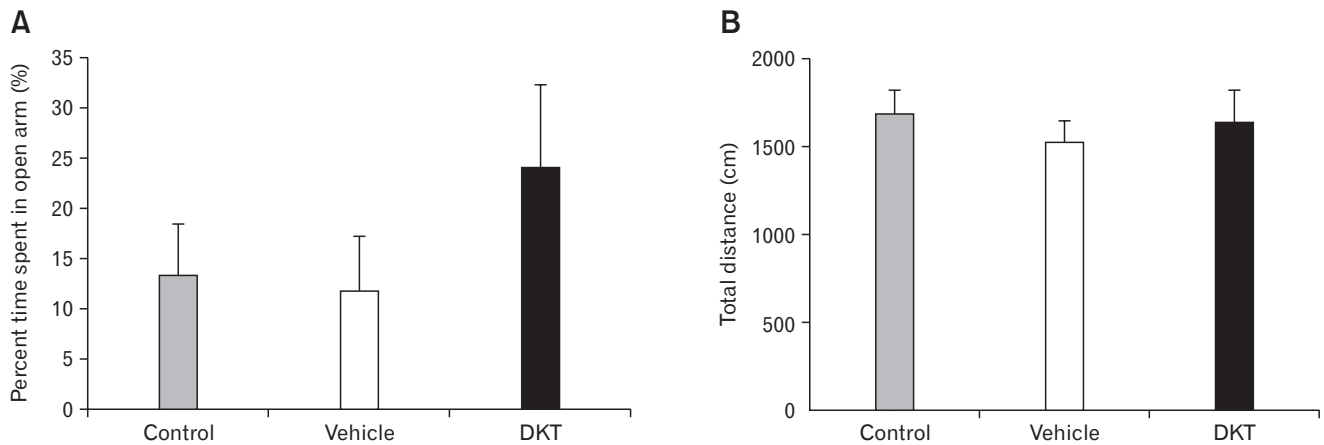 A
Percent time spent in open arm (%)
35
30
25
20
15
10
5
0
Control Vehicle DKT
B
Total distance (cm)
2000
1500
1000
500
0
Control Vehicle DKT